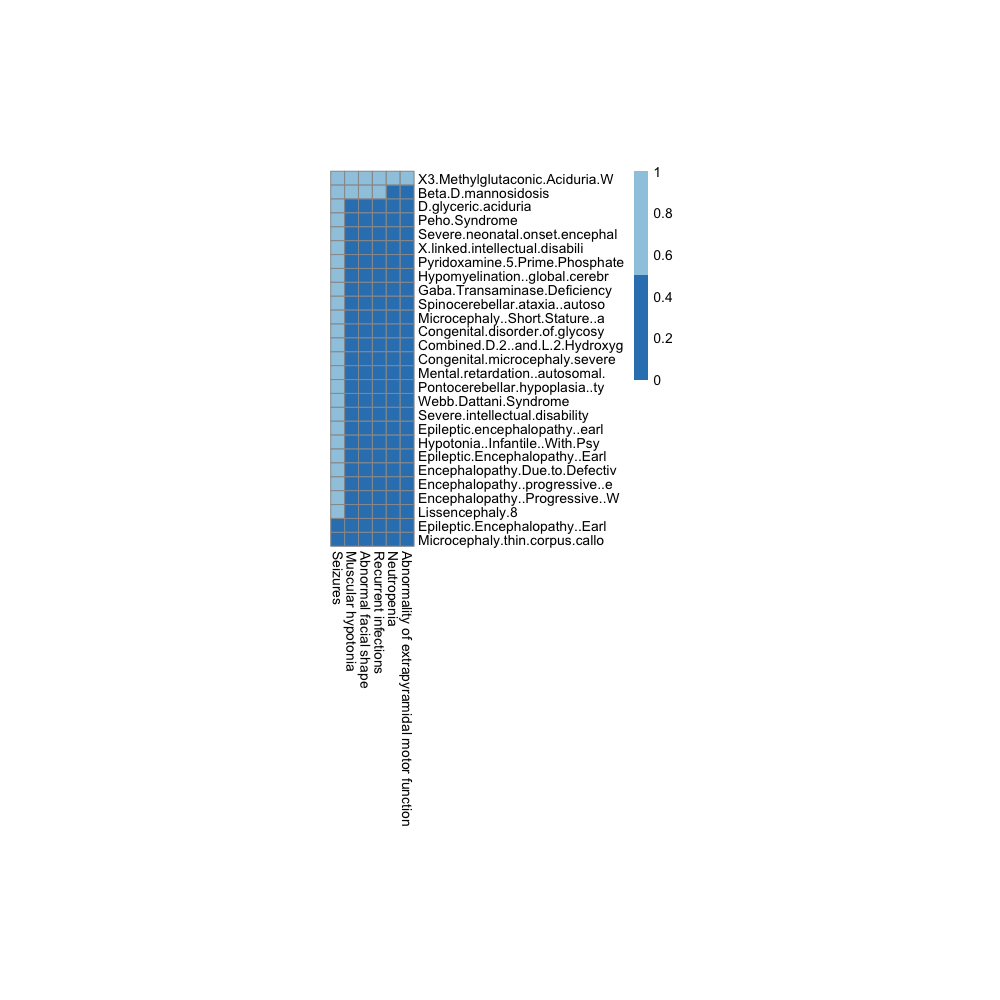 X3.Methylglutaconic.Aciduria.W
Beta.D.mannosidosis
D.glyceric.aciduria
Peho.Syndrome
Severe.neonatal.onset.encephal
X.linked.intellectual.disabili
Pyridoxamine.5.Prime.Phosphate
Hypomyelination..global.cerebr
Gaba.Transaminase.Deficiency
Spinocerebellar.ataxia..autoso
Microcephaly..Short.Stature..a
Congenital.disorder.of.glycosy
Combined.D.2..and.L.2.Hydroxyg
Congenital.microcephaly.severe
Mental.retardation..autosomal.
Pontocerebellar.hypoplasia..ty
Webb.Dattani.Syndrome
Severe.intellectual.disability
Epileptic.encephalopathy..earl
Hypotonia..Infantile..With.Psy
Epileptic.Encephalopathy..Earl
Encephalopathy.Due.to.Defectiv
Encephalopathy..progressive..e
Encephalopathy..Progressive..W
Lissencephaly.8
Epileptic.Encephalopathy..Earl
Microcephaly.thin.corpus.callo
1
0.8
0.6
0.4
0.2
0
Seizures
Muscular hypotonia
Abnormal facial shape
Recurrent infections
Neutropenia
Abnormality of extrapyramidal motor function